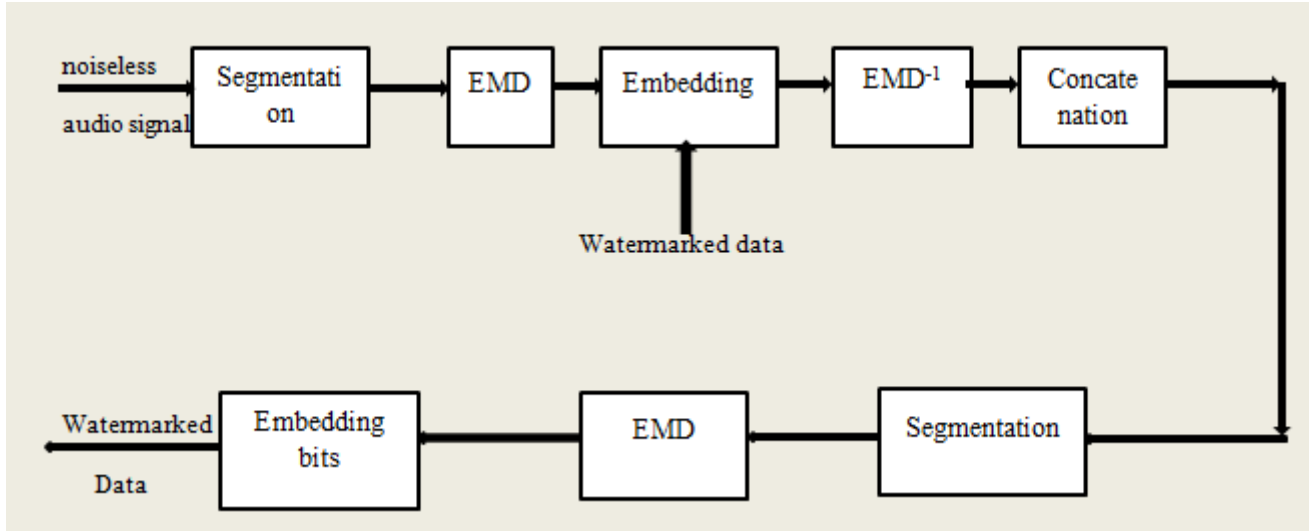 noiseless
audio signal
Segmentati
on
EMD
Embedding
EMD-1
Concate
nation
Watermarked data
Segmentation
EMD
Embedding
bits
Watermarked
Data